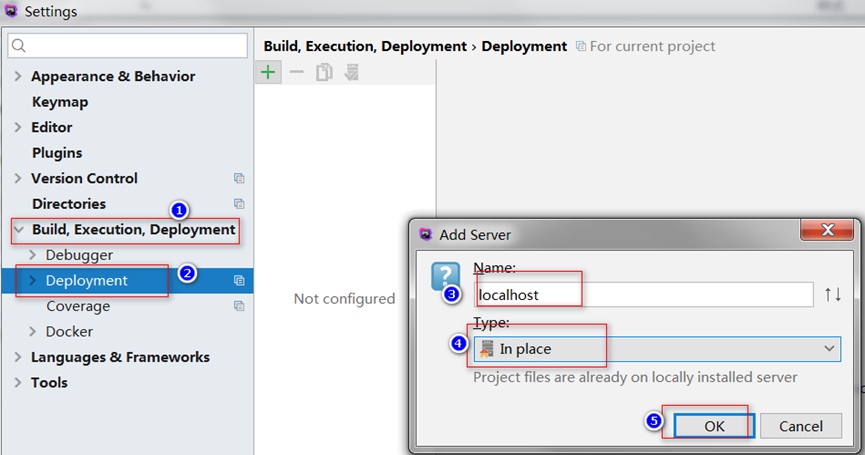 Settings
Build, Execution, Deployment › Deployment For current project
Appearance & Behavior
Keymap
Editor
Plugins
Version Control
Directories
1
Build, Execution, Deployment
Debugger
2
Deployment
Coverage
Docker
Languages & Frameworks
Tools
Not configured
Add Server
Name:
3
localhost
Type:
4
In place
Project files are already on locally installed server
5
OK
Cancel